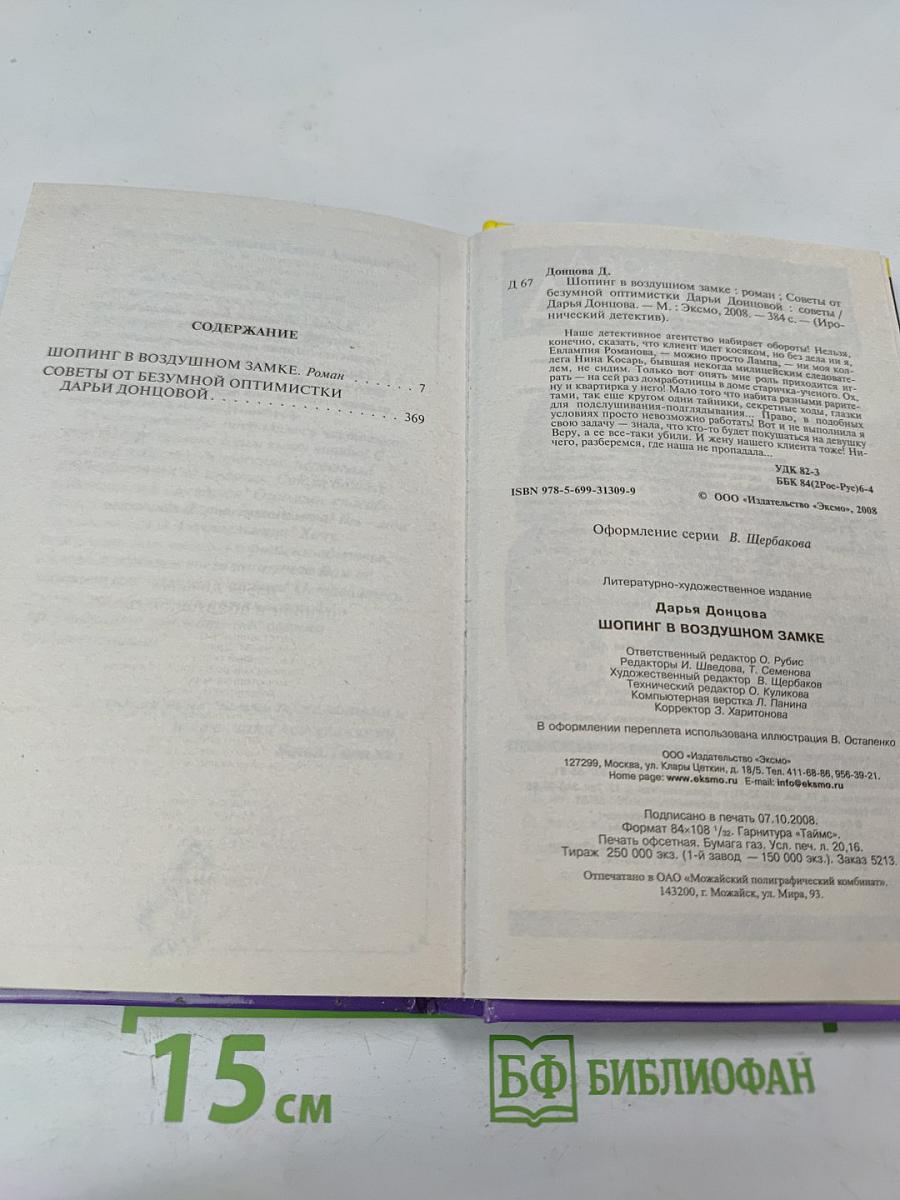 СОДЕРЖАНИЕ
ШОПИНГ В ВОЗДУШНОМ ЗАМКЕ. Роман . . . . . . 7
СОВЕТЫ ОТ БЕЗУМНОЙ ОПТИМИСТКИ
ДАРЬИ ДОНЦОВОЙ. . . . . . . . . . . . . . . . . . 369
Донцова Д.
Д 67
Шопинг в воздушном замке : роман ; Советы от
безумной оптимистки Дарьи Донцовой : советы /
Дарья Донцова. — М. : Эксмо, 2008. — 384 с. — (Иро-
нический детектив).
Наше детективное агентство набирает обороты! Нельзя,
конечно, сказать, что клиент идет косяком, но без дела ни я,
Евлампия Романова, — можно просто Лампа, — ни моя кол-
лега Нина Косарь, бывшая некогда милицейским следовате-
лем, не сидим. Только вот опять мне роль приходится иг-
рать — на сей раз домработницы в доме старичка-ученого. Ох,
ну и квартирка у него! Мало того что набита разными рарите-
тами, так еще кругом одни тайники, секретные ходы, глазки
для подслушивания-подглядывания... Право, в подобных
условиях просто невозможно работать! Вот и не выполнила я
свою задачу — знала, что кто-то будет покушаться на девушку
Веру, а ее все-таки убили. И жену нашего клиента тоже! Ни-
чего, разберемся, где наша не пропадала...
УДК 82-3
ББК 84(2Рос-Рус)6-4
ISBN 978-5-699-31309-9
© ООО «Издательство «Эксмо», 2008
Оформление серии В. Щербакова
Литературно-художественное издание
Дарья Донцова
ШОПИНГ В ВОЗДУШНОМ ЗАМКЕ
Ответственный редактор О. Рубис
Редакторы И. Шведова, Т. Семенова
Художественный редактор В. Щербаков
Технический редактор О. Куликова
Компьютерная верстка Л. Панина
Корректор З. Харитонова
В оформлении переплета использована иллюстрация В. Остапенко
ООО «Издательство «Эксмо»
127299, Москва, ул. Клары Цеткин, д. 18/5. Тел. 411-68-86, 956-39-21.
Home page: www.eksmo.ru E-mail: info@eksmo.ru
Подписано в печать 07.10.2008.
Формат 84×108 1/32. Гарнитура «Таймс».
Печать офсетная. Бумага газ. Усл. печ. л. 20,16.
Тираж 250 000 экз. (1-й завод — 150 000 экз.). Заказ 5213.
Отпечатано в ОАО «Можайский полиграфический комбинат».
143200, г. Можайск, ул. Мира, 93.
15 см
БФ БИБЛИОФАН